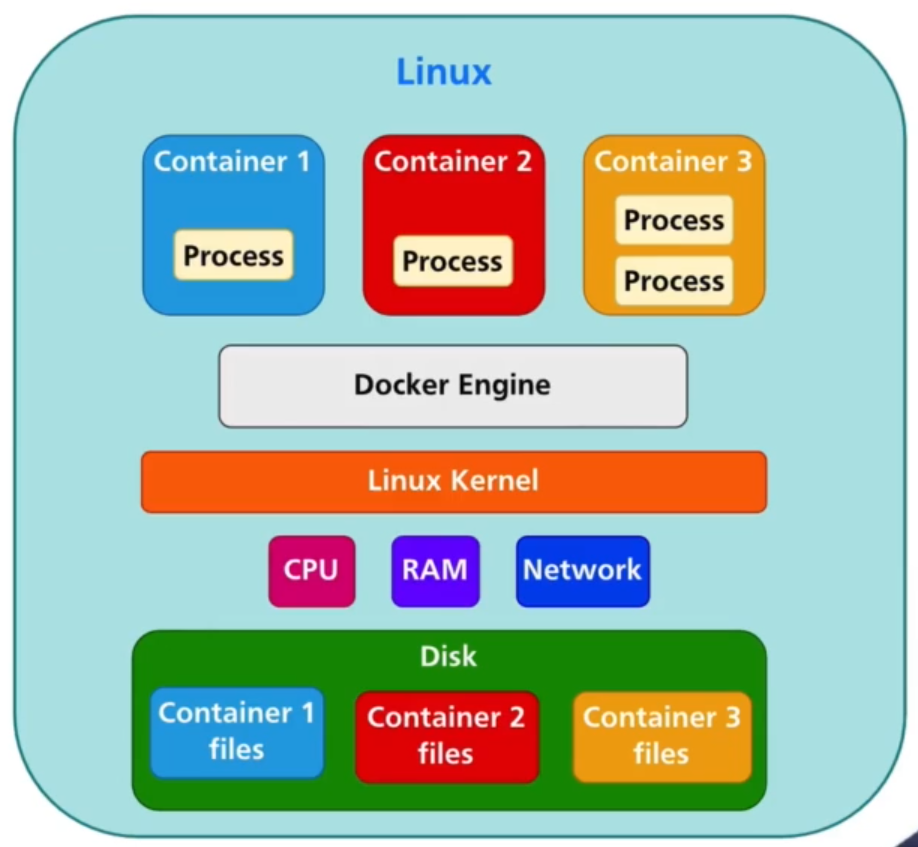 Linux
Container 1
Container 2
Container 3
Process
Process
Process
Process
Docker Engine
Linux Kernel
CPU
RAM
Network
Disk
Container 1
files
Container 2
files
Container 3
files